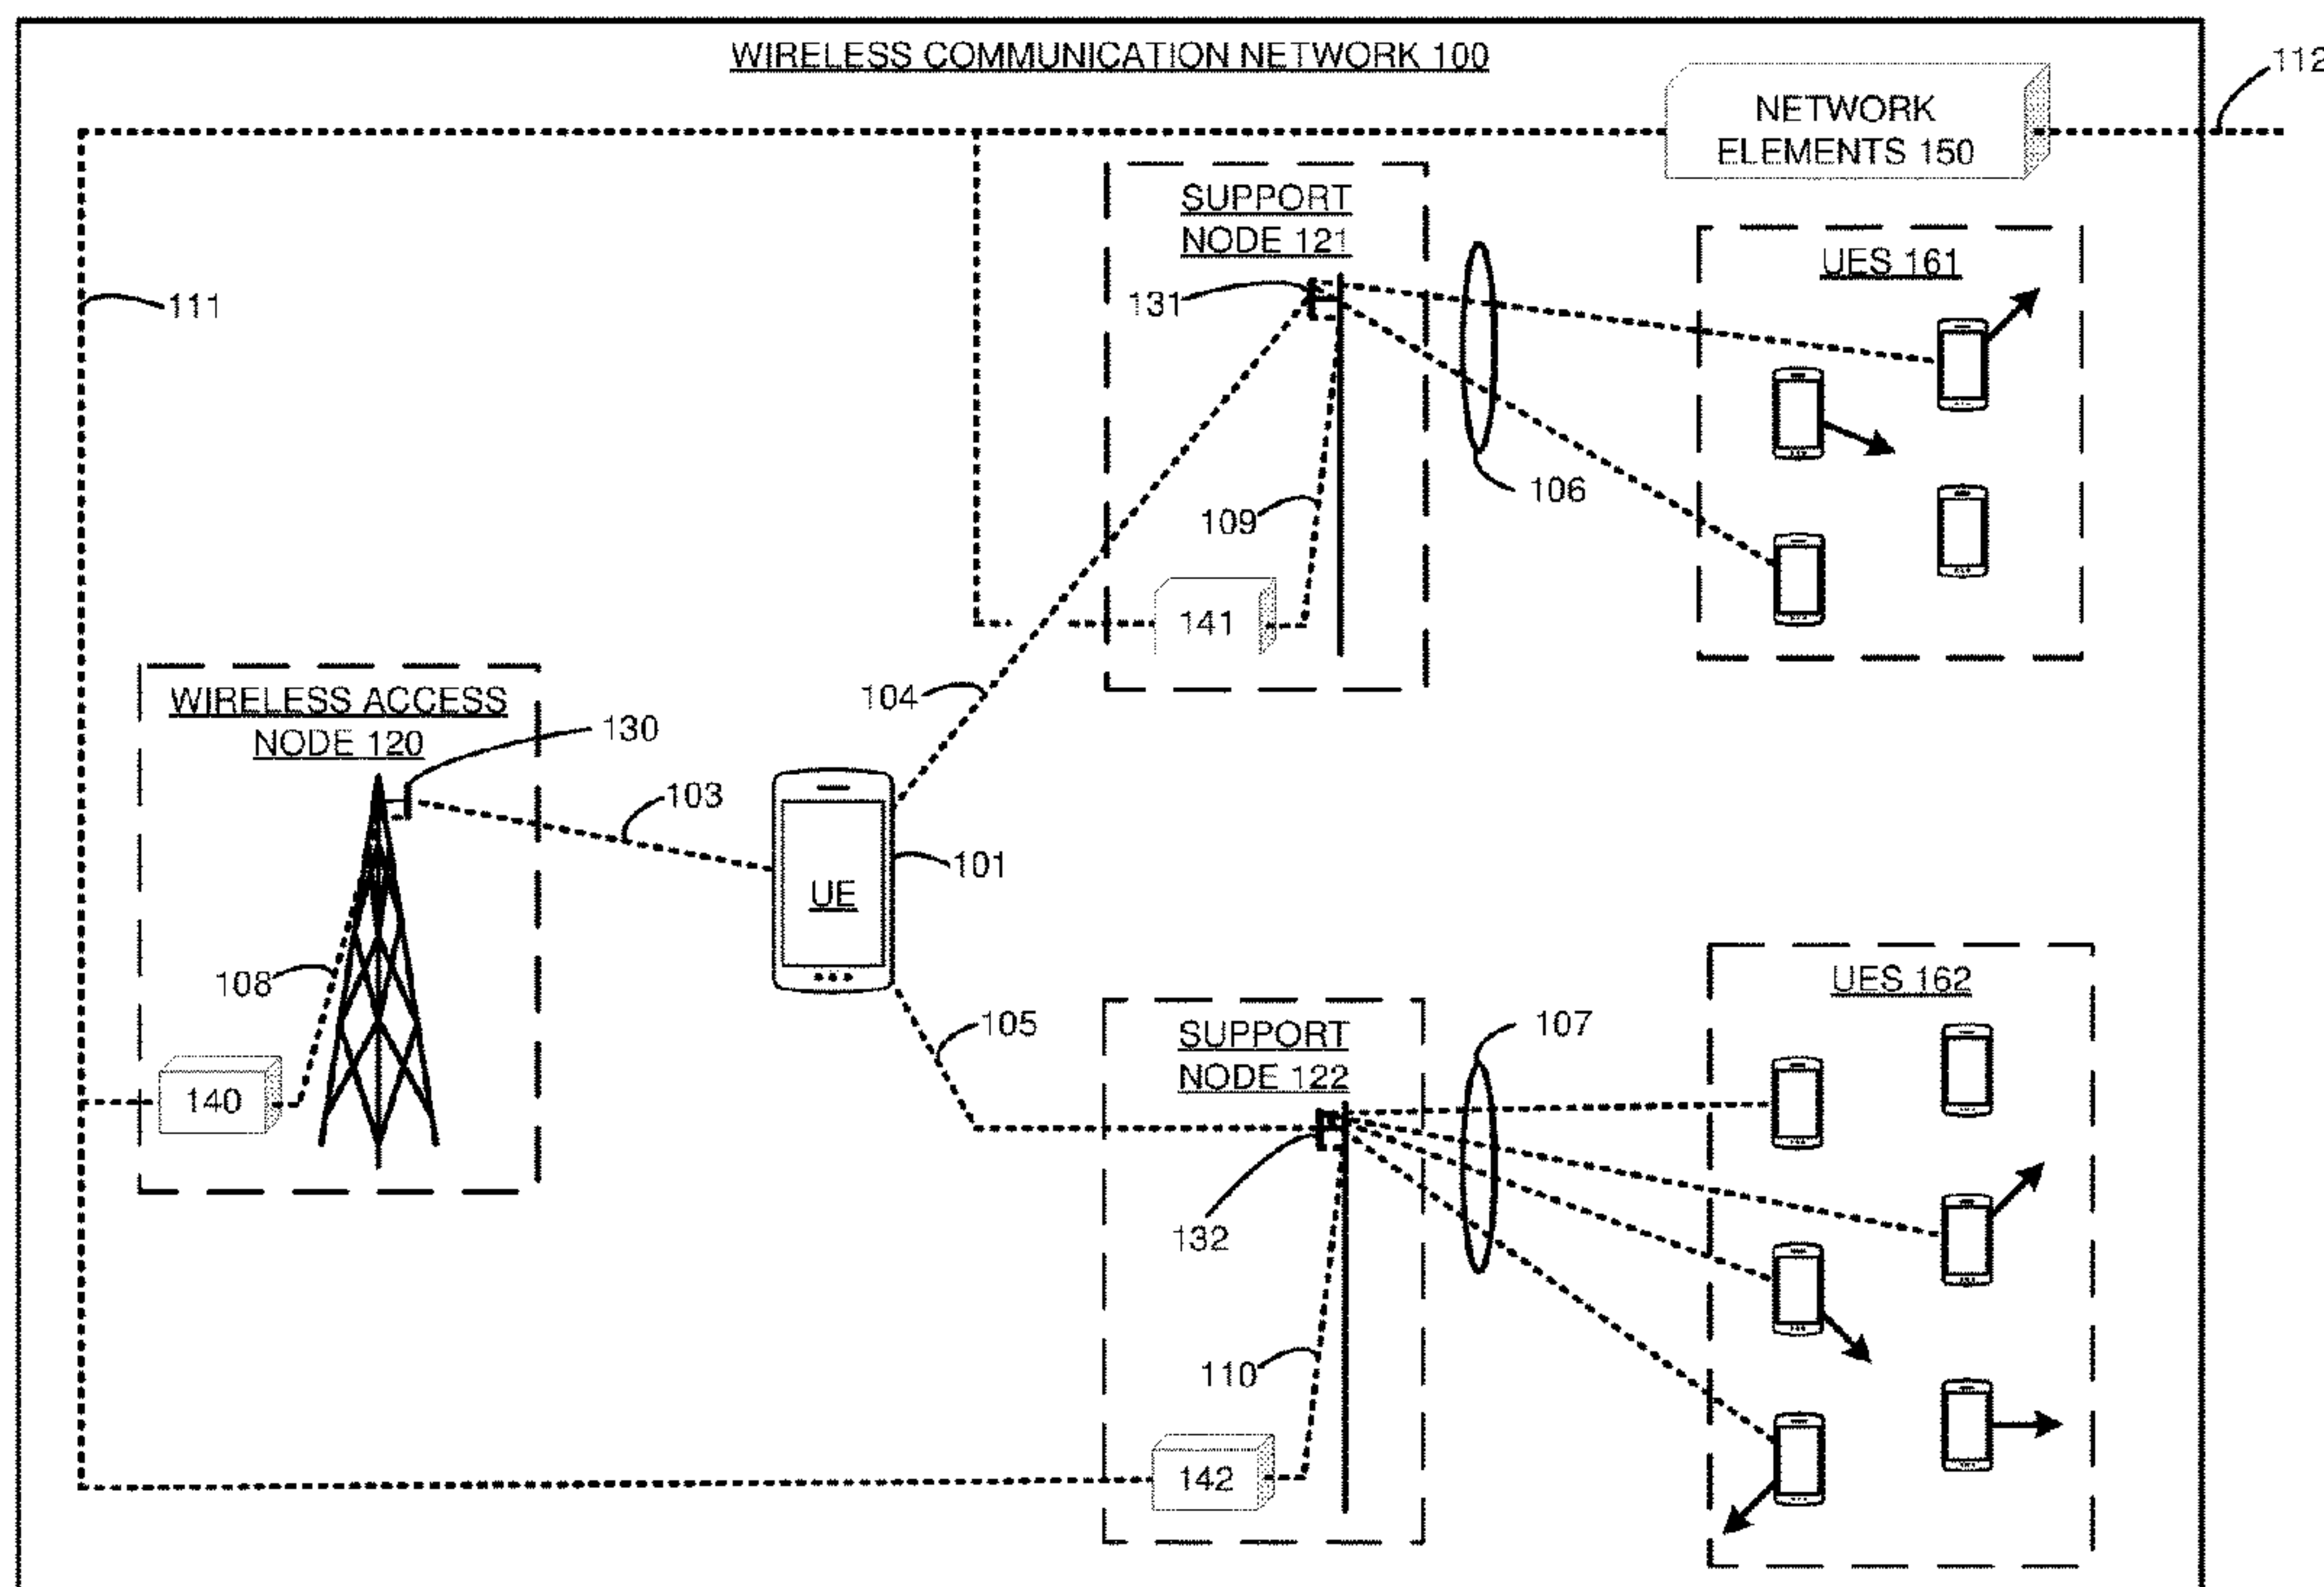 WIRELESS COMMUNICATION NETWORK 100
112
NETWORK
ELEMENTS 150
SUPPORT
NODE 121
UES 161
131
111
106
109
141
104
WIRELESS ACCESS
NODE 120
130
103
101
UE
108
140
105
SUPPORT
NODE 122
107
UES 162
132
110
142